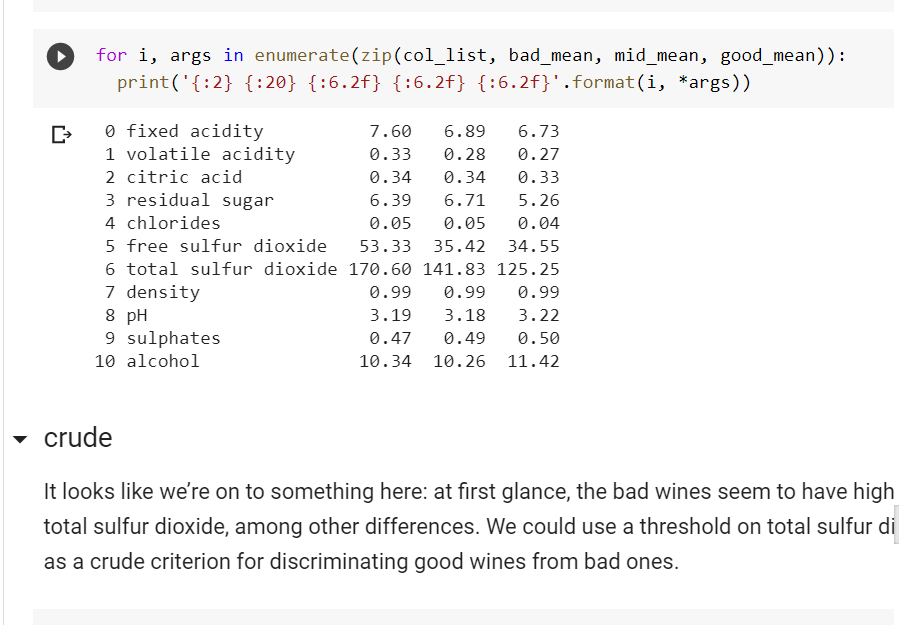 for i, args in enumerate(zip(col_list, bad_mean, mid_mean, good_mean)):
  print('{:2} {:20} {:6.2f} {:6.2f} {:6.2f}'.format(i, *args))
 0 fixed acidity          7.60   6.89   6.73
 1 volatile acidity       0.33   0.28   0.27
 2 citric acid            0.34   0.34   0.33
 3 residual sugar         6.39   6.71   5.26
 4 chlorides              0.05   0.05   0.04
 5 free sulfur dioxide   53.33  35.42  34.55
 6 total sulfur dioxide 170.60 141.83 125.25
 7 density                0.99   0.99   0.99
 8 pH                     3.19   3.18   3.22
 9 sulphates              0.47   0.49   0.50
10 alcohol               10.34  10.26  11.42
crude
It looks like we’re on to something here: at first glance, the bad wines seem to have high
total sulfur dioxide, among other differences. We could use a threshold on total sulfur di
as a crude criterion for discriminating good wines from bad ones.